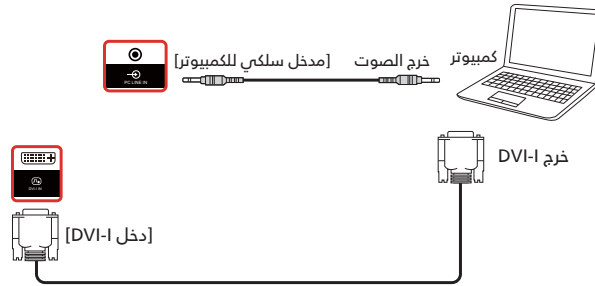 كمبيوتر
خرج الصوت
[مدخل سلكي للكمبيوتر]
PC LINE IN
خرج DVI-I
DVI-I IN
[دخل DVI-I]